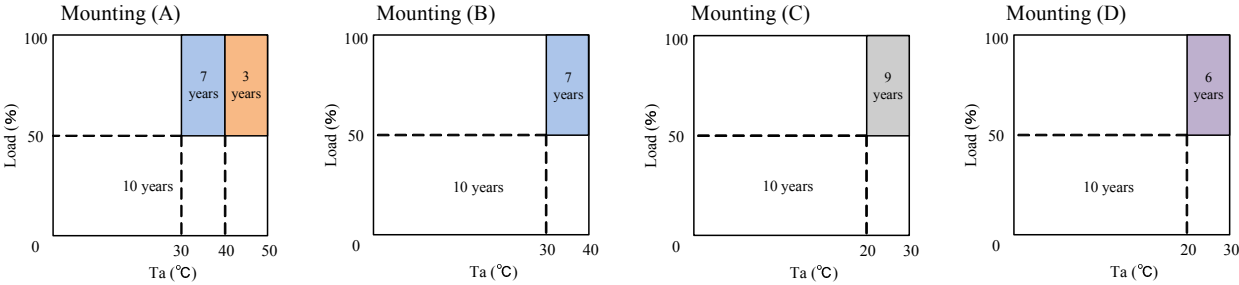 Mounting (A)
100
7
years
3
years
Load (%)
50
10 years
0
30
40
50
Ta (℃)
Mounting (B)
100
7
years
Load (%)
50
10 years
0
30
40
Ta (℃)
Mounting (C)
100
9
years
Load (%)
50
10 years
0
20
30
Ta (℃)
Mounting (D)
100
6
years
Load (%)
50
10 years
0
20
30
Ta (℃)